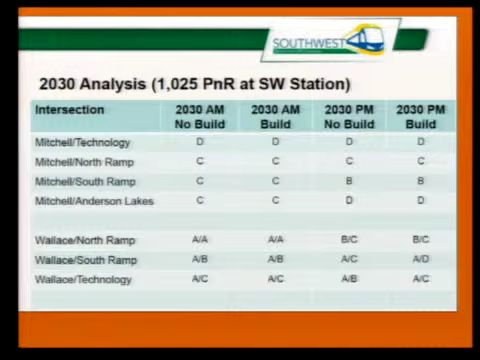 SOUTHWEST
2030 Analysis (1,025 PnR at SW Station)
Intersection 2030 AM No Build 2030 AM Build 2030 PM No Build 2030 PM Build
Mitchell/Technology D D D D
Mitchell/North Ramp C C C C
Mitchell/South Ramp C C B B
Mitchell/Anderson Lakes C C D D
Wallace/North Ramp A/A A/A B/C B/C
Wallace/South Ramp A/B A/B A/C A/D
Wallace/Technology A/C A/C A/B A/C